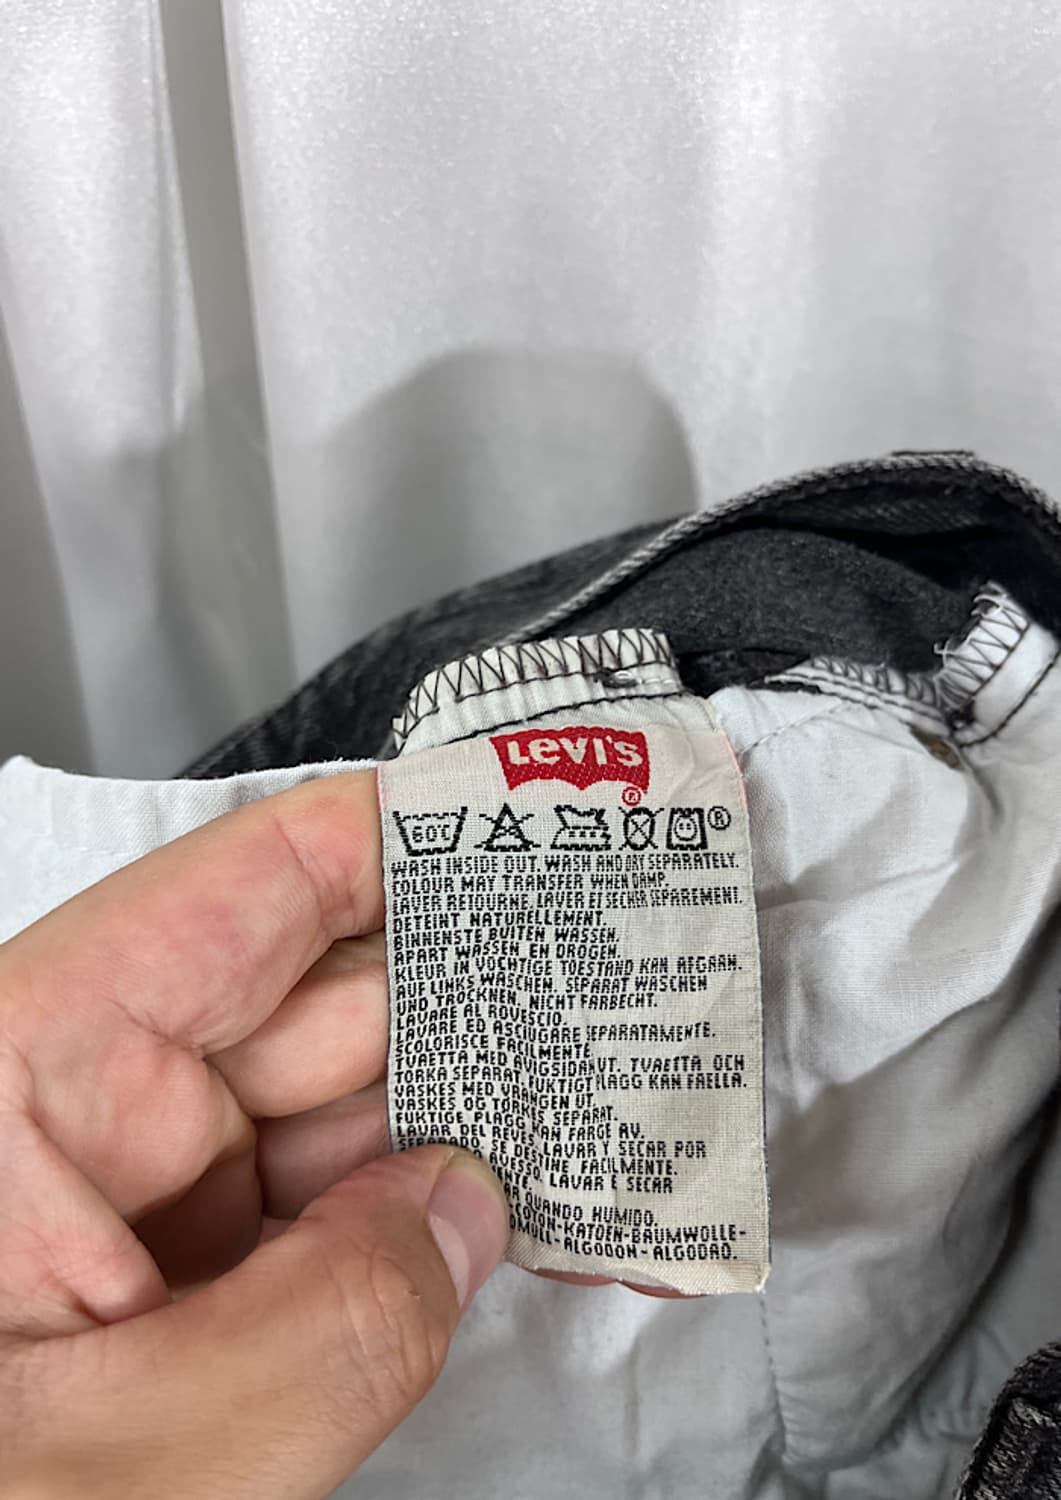 LEVI'S
®
60°C ®
WASH INSIDE OUT. WASH AND DRY SEPARATELY.
COLOUR MAY TRANSFER WHEN DAMP.
LAVER RETOURNE. LAVER ET SECHER SEPAREMENT.
DETEINT NATURELLEMENT.
BINNENSTE BUITEN WASSEN.
APART WASSEN EN DROGEN.
KLEUR IN VOCHTIGE TOESTAND KAN AFGAAN.
AUF LINKS WASCHEN. SEPARAT WASCHEN
UND TROCKNEN. NICHT FARBECHT.
LAVARE AL ROVESCIO.
LAVARE ED ASCIUGARE SEPARATAMENTE.
SCOLORISCE FACILMENTE
TVAETTA MED AVIGSIDAN UT. TVAETTA OCH
TORKA SEPARAT. FUKTIGT PLAGG KAN FAELLA.
VASKES MED VRANGEN UT.
VASKES OG TORKES SEPARAT.
FUKTIGE PLAGG KAN FARGE AV.
LAVAR DEL REVES. LAVAR Y SECAR POR
SEPARADO. SE DESTINE FACILMENTE.
AVESSO. LAVAR E SECAR
QUANDO HUMIDO.
COTON-KATOEN-BAUMWOLLE-
-ALGODON-ALGODAO.